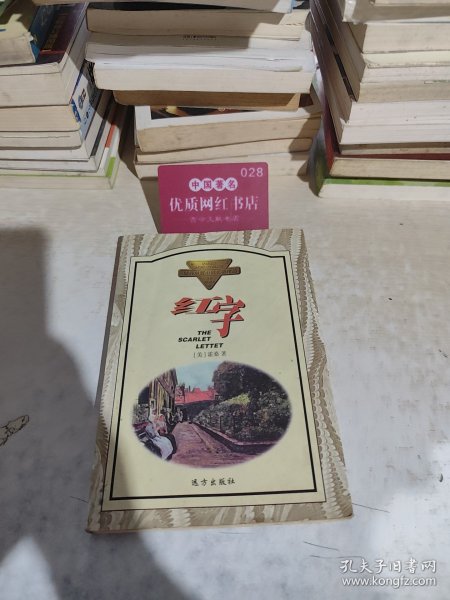 028
中国著名
优质网红书店
红字
THE
SCARLET
LETTET
[美]霍桑 著
远方出版社
孔夫子旧书网
www.kongfz.com